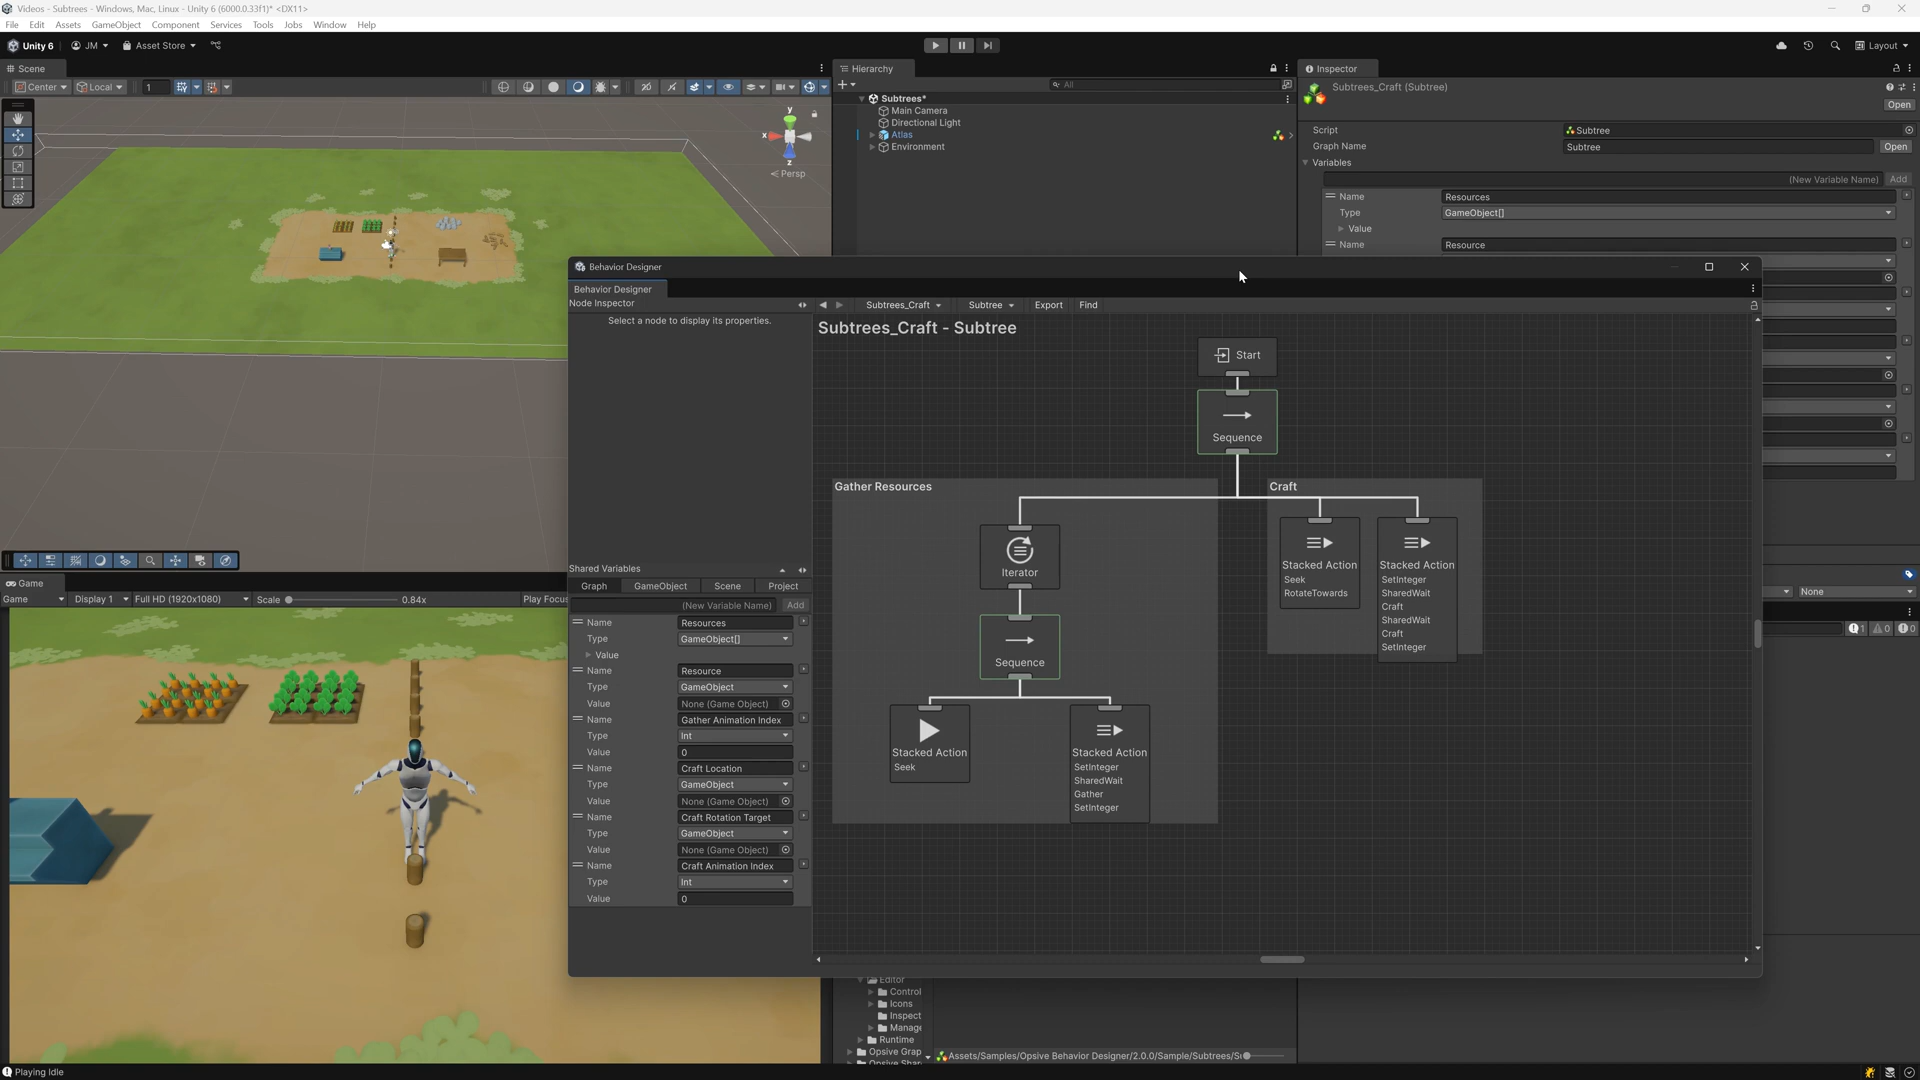 Videos - Subtrees - Windows, Mac, Linux - Unity 6 (6000.0.33f1)* <DX11>
File Edit Assets GameObject Component Services Tools Jobs Window Help
Unity 6 JM Asset Store Layout
Scene
Center Local 1
y
x
z
Persp
Hierarchy
All
Subtrees*
Main Camera
Directional Light
Atlas
Environment
Inspector
Subtrees_Craft (Subtree)
Open
Script Subtree
Graph Name Subtree Open
Variables
(New Variable Name) Add
Name Resources
Type GameObject[]
Value
Name Resource
Behavior Designer
Behavior Designer
Node Inspector
Select a node to display its properties.
Subtrees_Craft Subtree Export Find
Subtrees_Craft - Subtree
Start
Sequence
Gather Resources
Iterator
Sequence
Stacked Action
Seek
Stacked Action
SetInteger
SharedWait
Gather
SetInteger
Craft
Stacked Action
Seek
RotateTowards
Stacked Action
SetInteger
SharedWait
Craft
SharedWait
Craft
SetInteger
Shared Variables
Graph GameObject Scene Project
(New Variable Name) Add
Name Resources
Type GameObject[]
Value
Name Resource
Type GameObject
Value None (Game Object)
Name Gather Animation Index
Type Int
Value 0
Name Craft Location
Type GameObject
Value None (Game Object)
Name Craft Rotation Target
Type GameObject
Value None (Game Object)
Name Craft Animation Index
Type Int
Value 0
Game
Game Display 1 Full HD (1920x1080) Scale 0.84x Play Focus
None
1 0 0
Editor
Control
Icons
Inspect
Manage
Runtime
Opsive Grap
Assets/Samples/Opsive Behavior Designer/2.0.0/Sample/Subtrees/S
Playing Idle